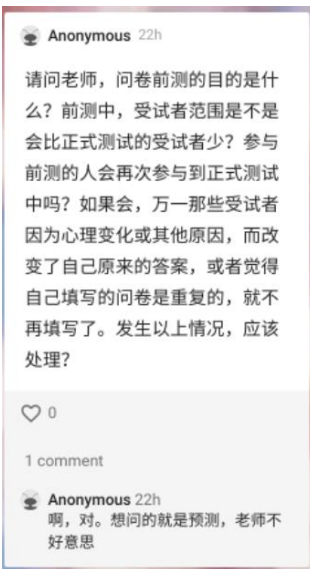 Anonymous 22h
请问老师，问卷前测的目的是什
么？前测中，受试者范围是不是
会比正式测试的受试者少？参与
前测的人会再次参与到正式测试
中吗？如果会，万一那些受试者
因为心理变化或其他原因，而改
变了自己原来的答案，或者觉得
自己填写的问卷是重复的，就不
再填写了。发生以上情况，应该
处理？
0
1 comment
Anonymous 22h
啊，对。想问的就是预测，老师不
好意思